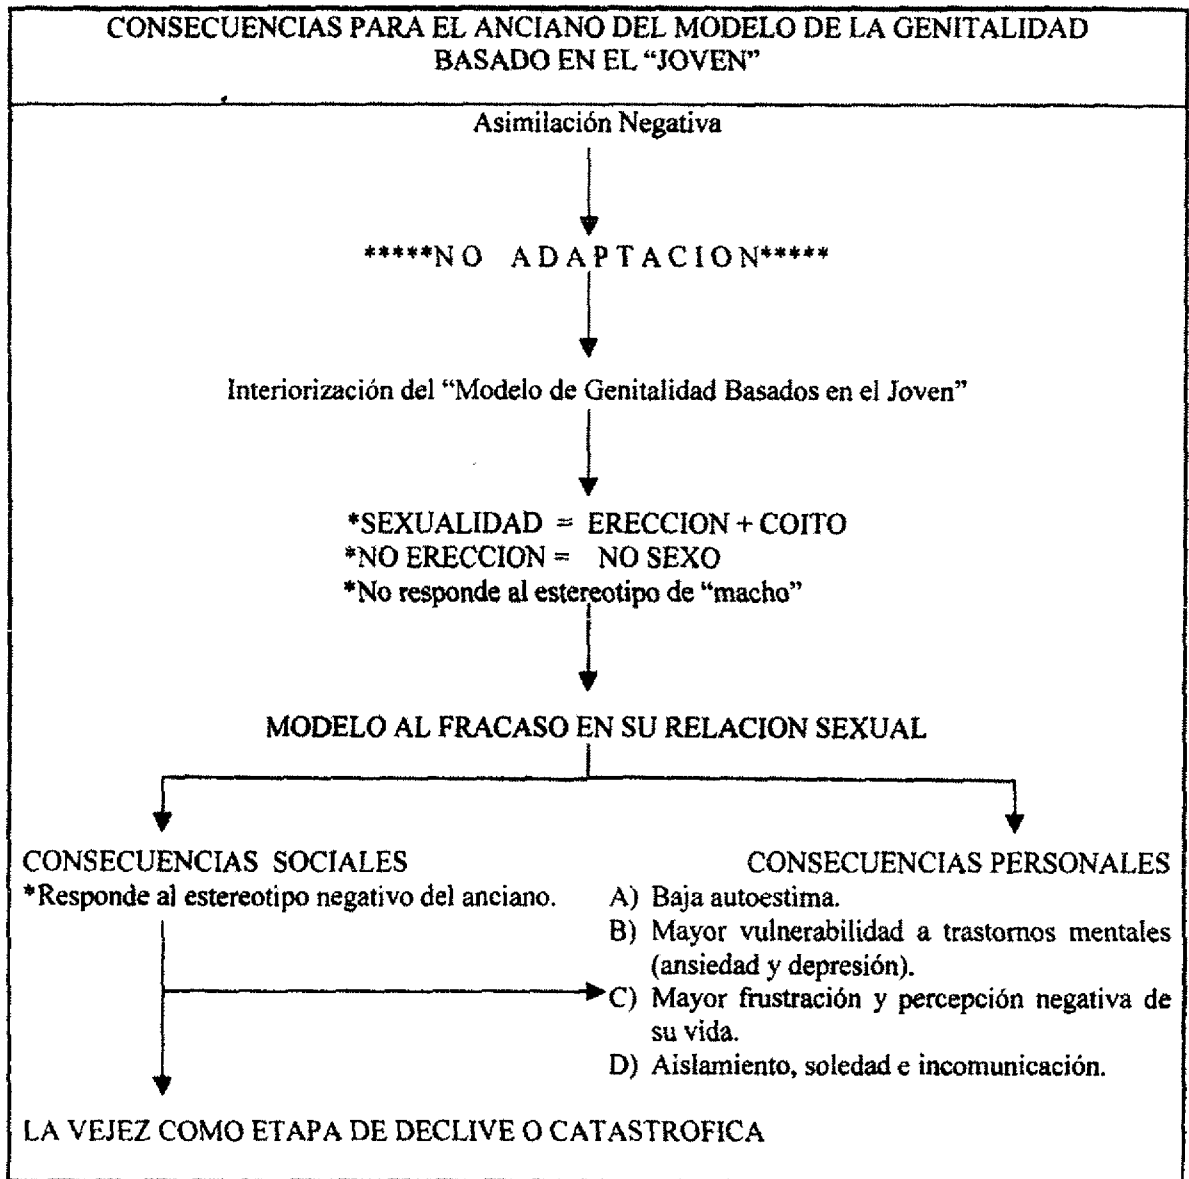 CONSECUENCIAS PARA EL ANCIANO DEL MODELO DE LA GENITALIDAD
BASADO EN EL “JOVEN”
Asimilación Negativa
*****N O A D A P T A C I O N*****
Interiorización del “Modelo de Genitalidad Basados en el Joven”
*SEXUALIDAD = ERECCION + COITO
*NO ERECCION = NO SEXO
*No responde al estereotipo de “macho”
MODELO AL FRACASO EN SU RELACION SEXUAL
CONSECUENCIAS SOCIALES
*Responde al estereotipo negativo del anciano.
CONSECUENCIAS PERSONALES
A) Baja autoestima.
B) Mayor vulnerabilidad a trastornos mentales
(ansiedad y depresión).
C) Mayor frustración y percepción negativa de
su vida.
D) Aislamiento, soledad e incomunicación.
LA VEJEZ COMO ETAPA DE DECLIVE O CATASTROFICA